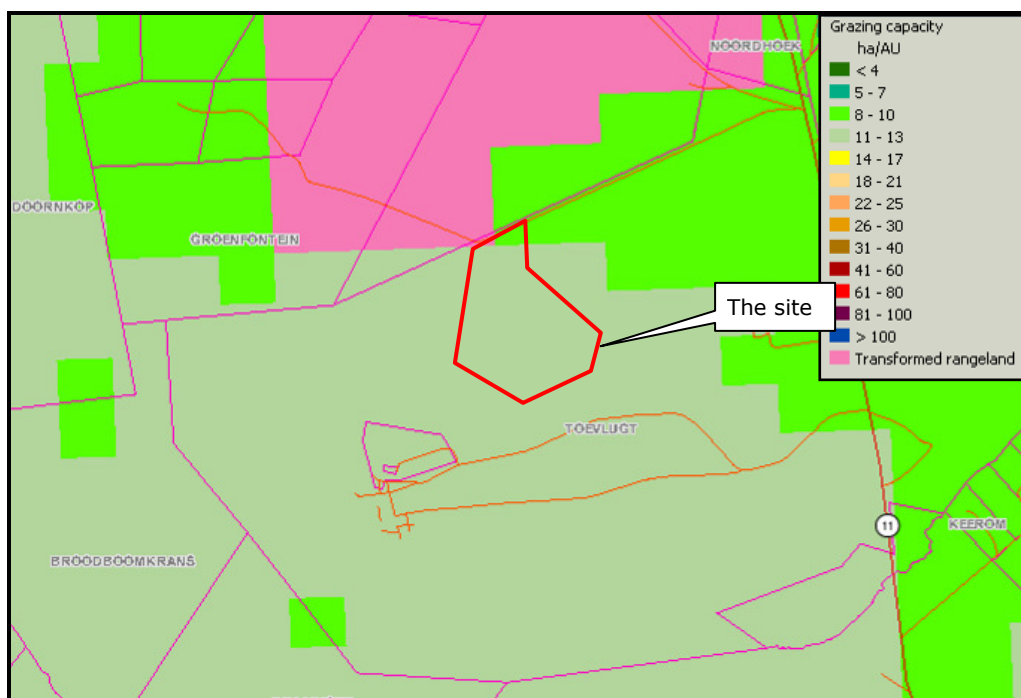 Grazing capacity
ha/AU
< 4
5 - 7
8 - 10
11 - 13
14 - 17
18 - 21
22 - 25
26 - 30
31 - 40
41 - 60
61 - 80
81 - 100
> 100
Transformed rangeland
NOORDHOEK
DOORNKOP
GROENFONTEIN
The site
TOEVLUGT
11
KEEROM
BROODBOOMKRANS